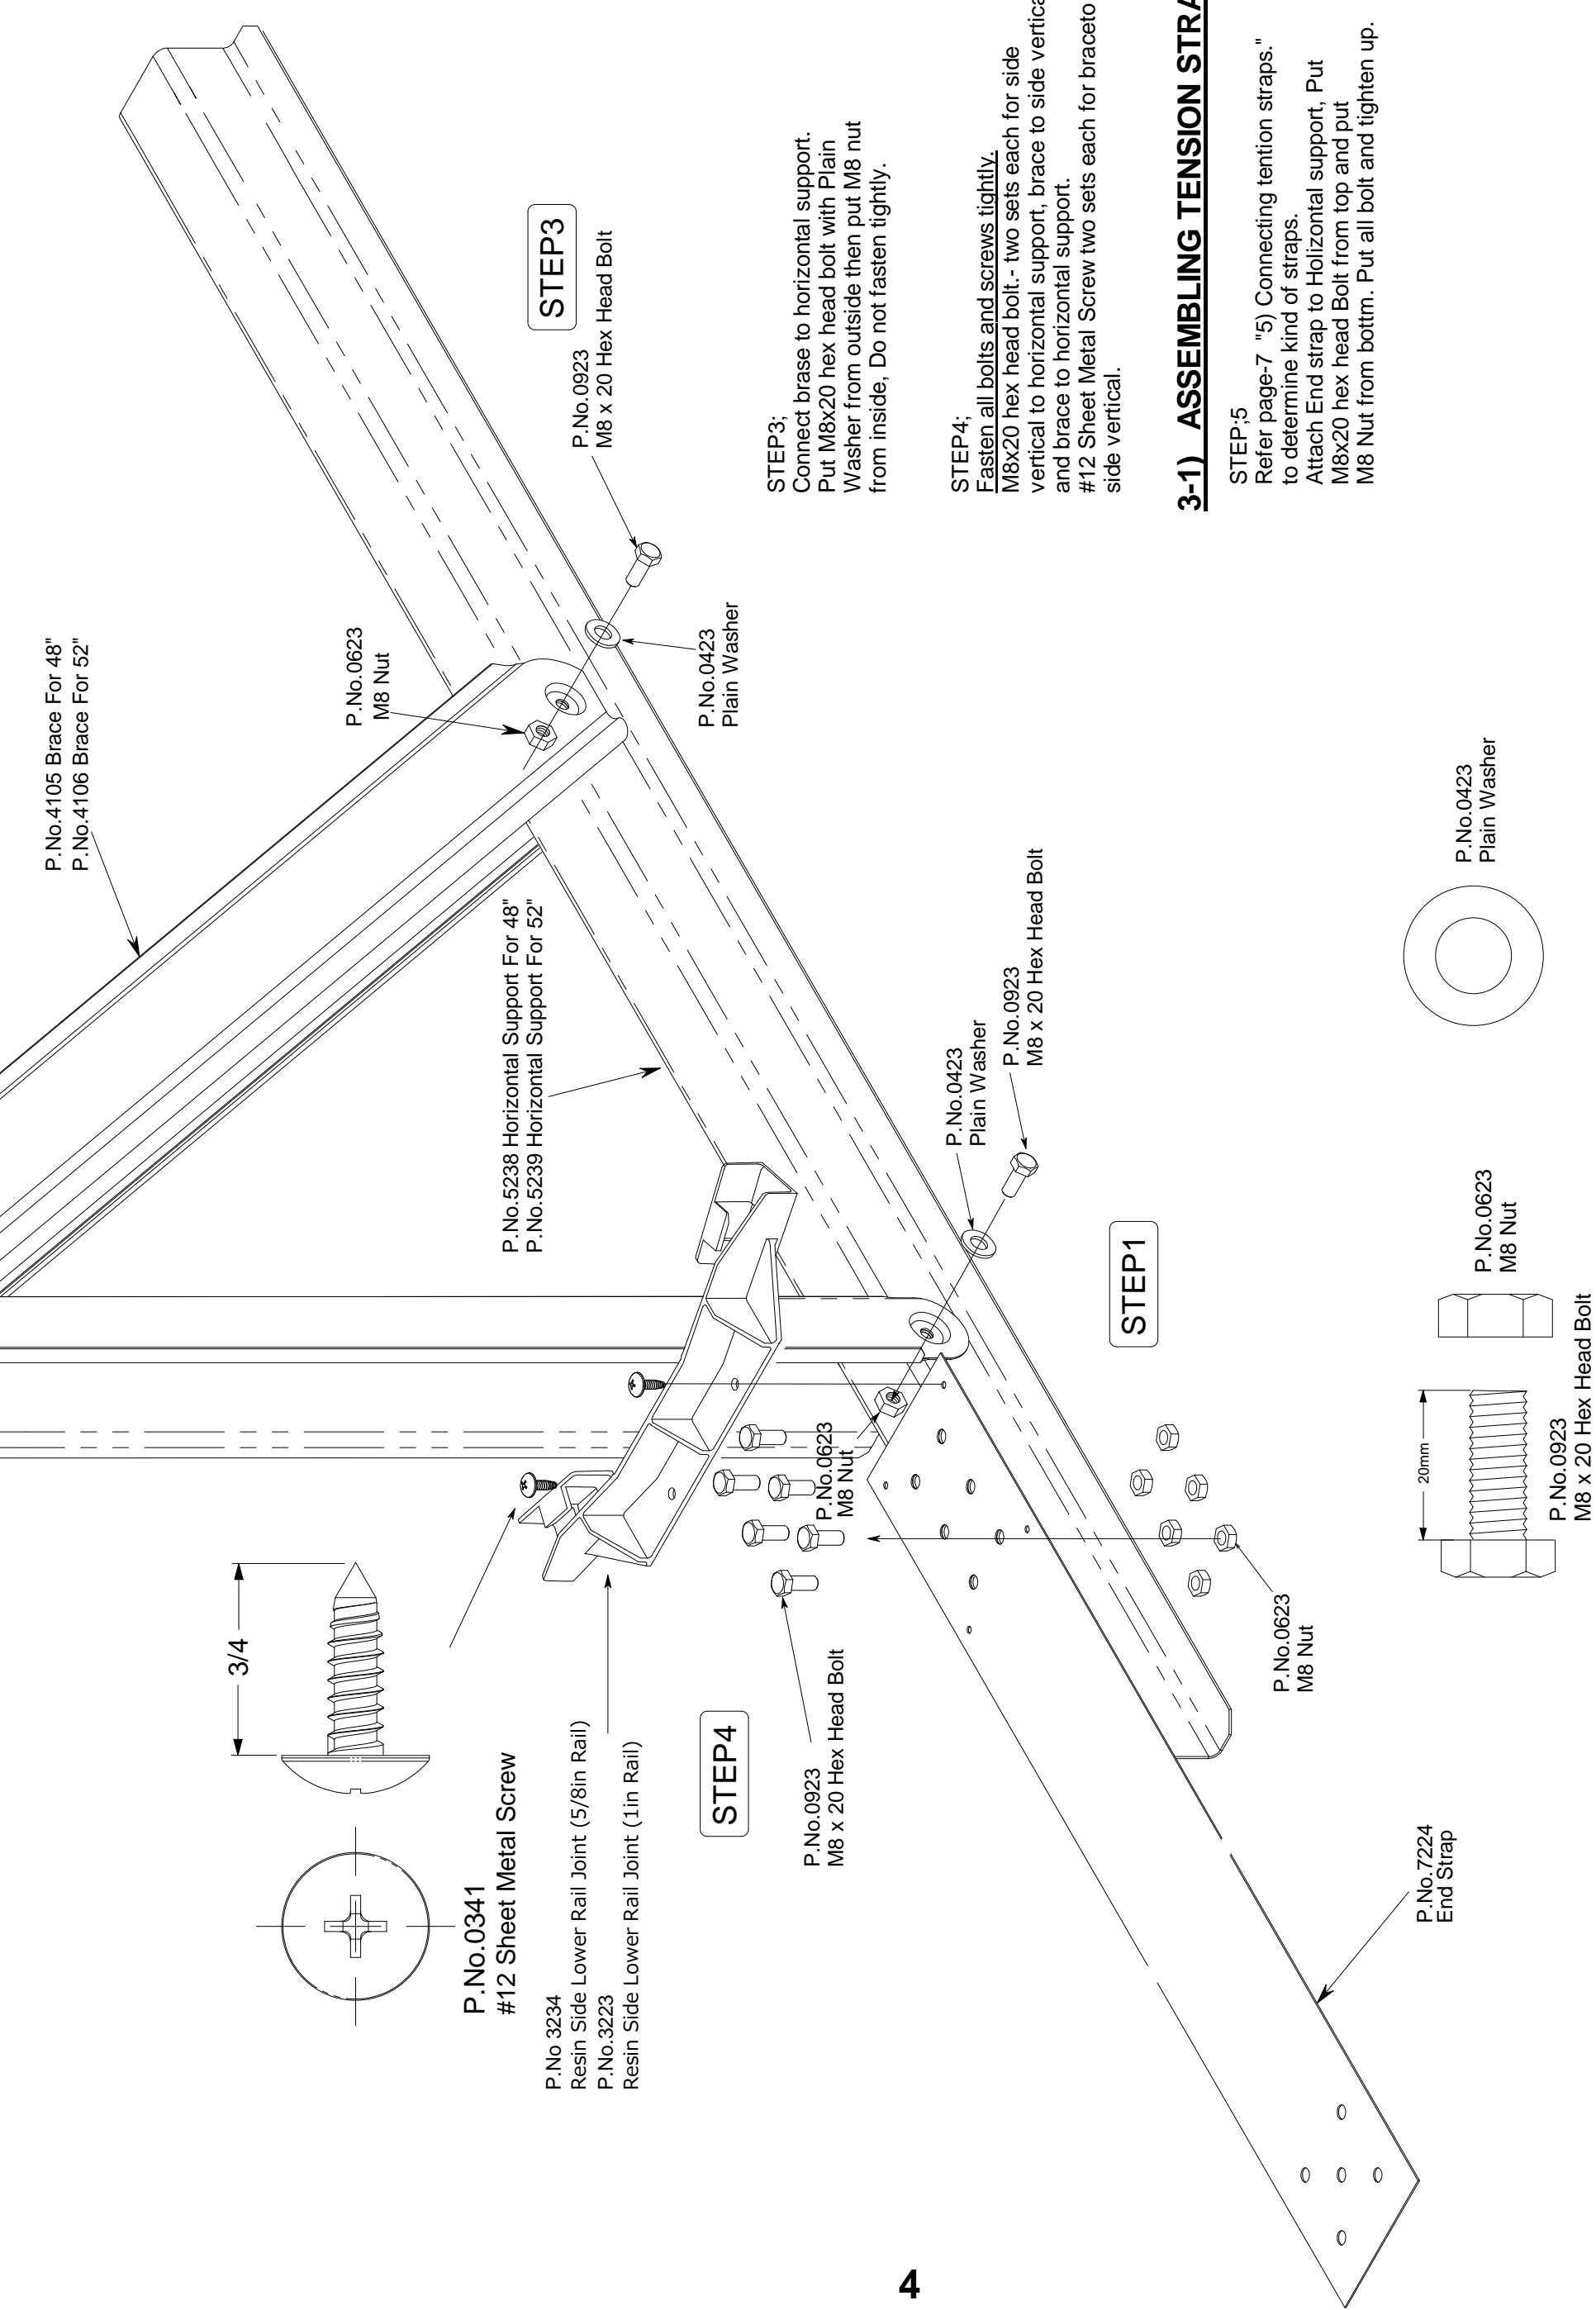 P.No.4105 Brace For 48"
P.No.4106 Brace For 52"
P.No.0623
M8 Nut
STEP3
P.No.0923
M8 x 20 Hex Head Bolt
P.No.0423
Plain Washer
P.No.5238 Horizontal Support For 48"
P.No.5239 Horizontal Support For 52"
P.No.0423
Plain Washer
P.No.0923
M8 x 20 Hex Head Bolt
STEP1
P.No.0623
M8 Nut
3/4
P.No.0341
#12 Sheet Metal Screw
P.No 3234
Resin Side Lower Rail Joint (5/8in Rail)
P.No.3223
Resin Side Lower Rail Joint (1in Rail)
STEP4
P.No.0923
M8 x 20 Hex Head Bolt
P.No.0623
M8 Nut
P.No.7224
End Strap
STEP3;
Connect brase to horizontal support.
Put M8x20 hex head bolt with Plain
Washer from outside then put M8 nut
from inside, Do not fasten tightly.
STEP4;
Fasten all bolts and screws tightly.
M8x20 hex head bolt.- two sets each for side
vertical to horizontal support, brace to side vertica
and brace to horizontal support.
#12 Sheet Metal Screw two sets each for braceto
side vertical.
3-1) ASSEMBLING TENSION STRA
STEP;5
Refer page-7 "5) Connecting tention straps."
to determine kind of straps.
Attach End strap to Holizontal support, Put
M8x20 hex head Bolt from top and put
M8 Nut from bottm. Put all bolt and tighten up.
20mm
P.No.0923
M8 x 20 Hex Head Bolt
P.No.0623
M8 Nut
P.No.0423
Plain Washer
4